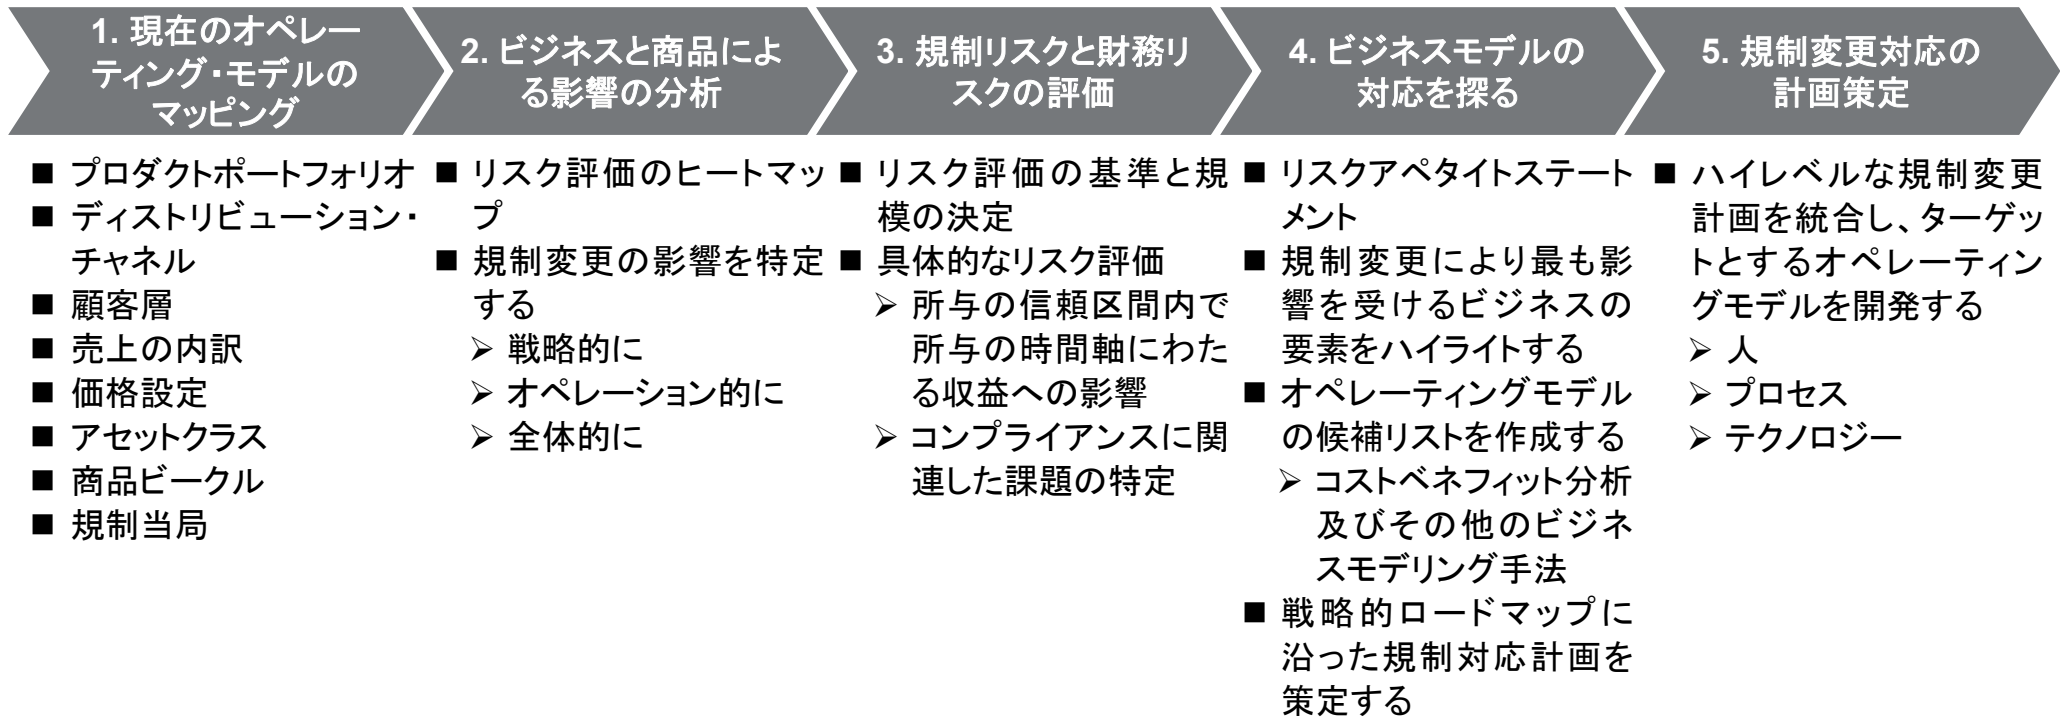 1. 現在のオペレー
ティング・モデルの
マッピング
2. ビジネスと商品によ
る影響の分析
3. 規制リスクと財務リ
スクの評価
4. ビジネスモデルの
対応を探る
5. 規制変更対応の
計画策定
■ プロダクトポートフォリオ
■ ディストリビューション・
チャネル
■ 顧客層
■ 売上の内訳
■ 価格設定
■ アセットクラス
■ 商品ビークル
■ 規制当局
■ リスク評価のヒートマッ
プ
■ 規制変更の影響を特定
する
➢ 戦略的に
➢ オペレーション的に
➢ 全体的に
■ リスク評価の基準と規
模の決定
■ 具体的なリスク評価
➢ 所与の信頼区間内で
所与の時間軸にわた
る収益への影響
➢ コンプライアンスに関
連した課題の特定
■ リスクアペタイトステート
メント
■ 規制変更により最も影
響を受けるビジネスの
要素をハイライトする
■ オペレーティングモデル
の候補リストを作成する
➢ コストベネフィット分析
及びその他のビジネ
スモデリング手法
■ 戦略的ロードマップに
沿った規制対応計画を
策定する
■ ハイレベルな規制変更
計画を統合し、ターゲッ
トとするオペレーティン
グモデルを開発する
➢ 人
➢ プロセス
➢ テクノロジー